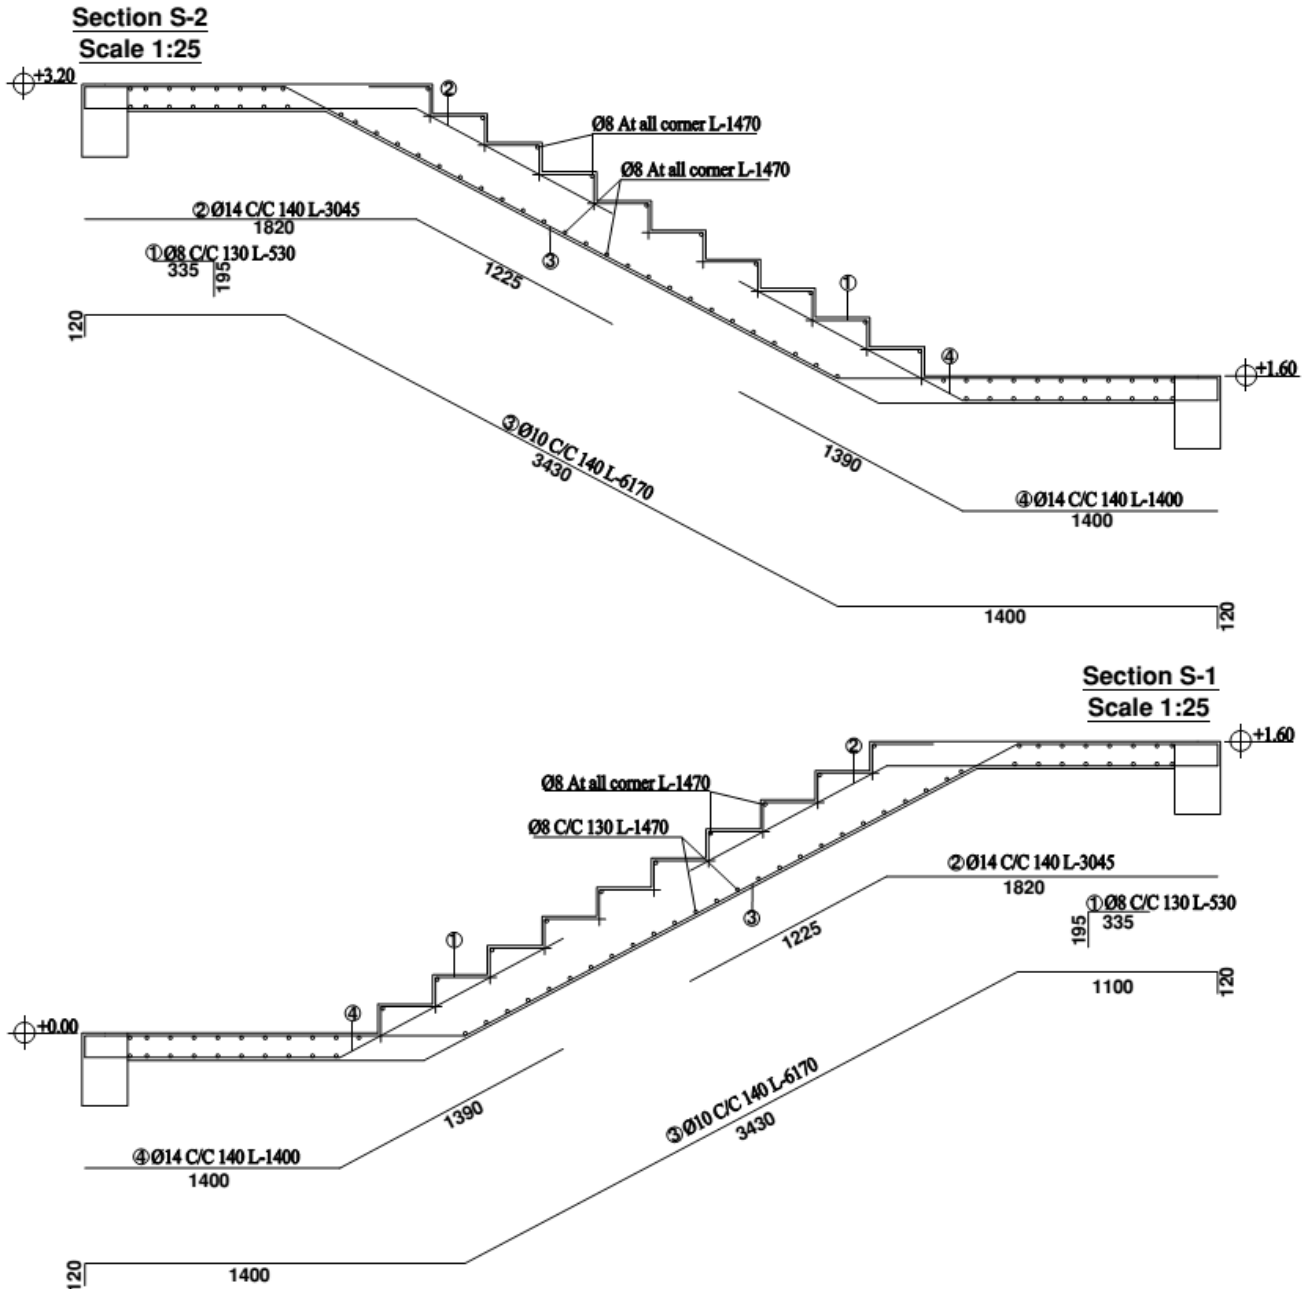 Section S-2
Scale 1:25
+3.20
②
Ø8 At all corner L-1470
Ø8 At all corner L-1470
②Ø14 C/C 140 L-3045
1820
①Ø8 C/C 130 L-530
335
195
1225
③
①
120
④
+1.60
③Ø10 C/C 140 L-6170
3430
1390
④Ø14 C/C 140 L-1400
1400
1400
120
Section S-1
Scale 1:25
+1.60
②
Ø8 At all corner L-1470
Ø8 C/C 130 L-1470
②Ø14 C/C 140 L-3045
1820
①Ø8 C/C 130 L-530
195
335
③
1225
①
1100
120
④
+0.00
1390
③Ø10 C/C 140 L-6170
3430
④Ø14 C/C 140 L-1400
1400
120
1400